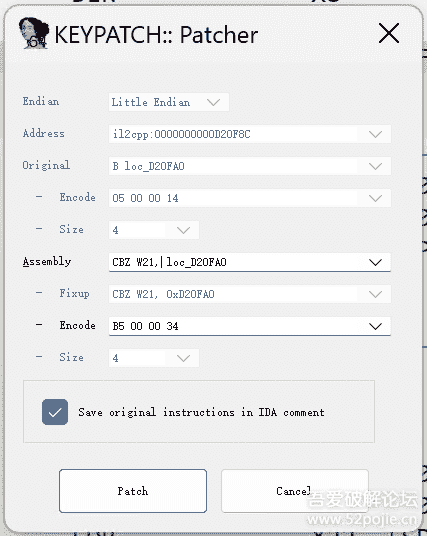 KEYPATCH:: Patcher
Endian Little Endian
Address il2cpp:0000000000D20F8C
Original B loc_D20FA0
- Encode 05 00 00 14
- Size 4
Assembly CBZ W21, loc_D20FA0
- Fixup CBZ W21, 0xD20FA0
- Encode B5 00 00 34
- Size 4
Save original instructions in IDA comment
Patch Cancel
吾爱破解论坛
www.52pojie.cn